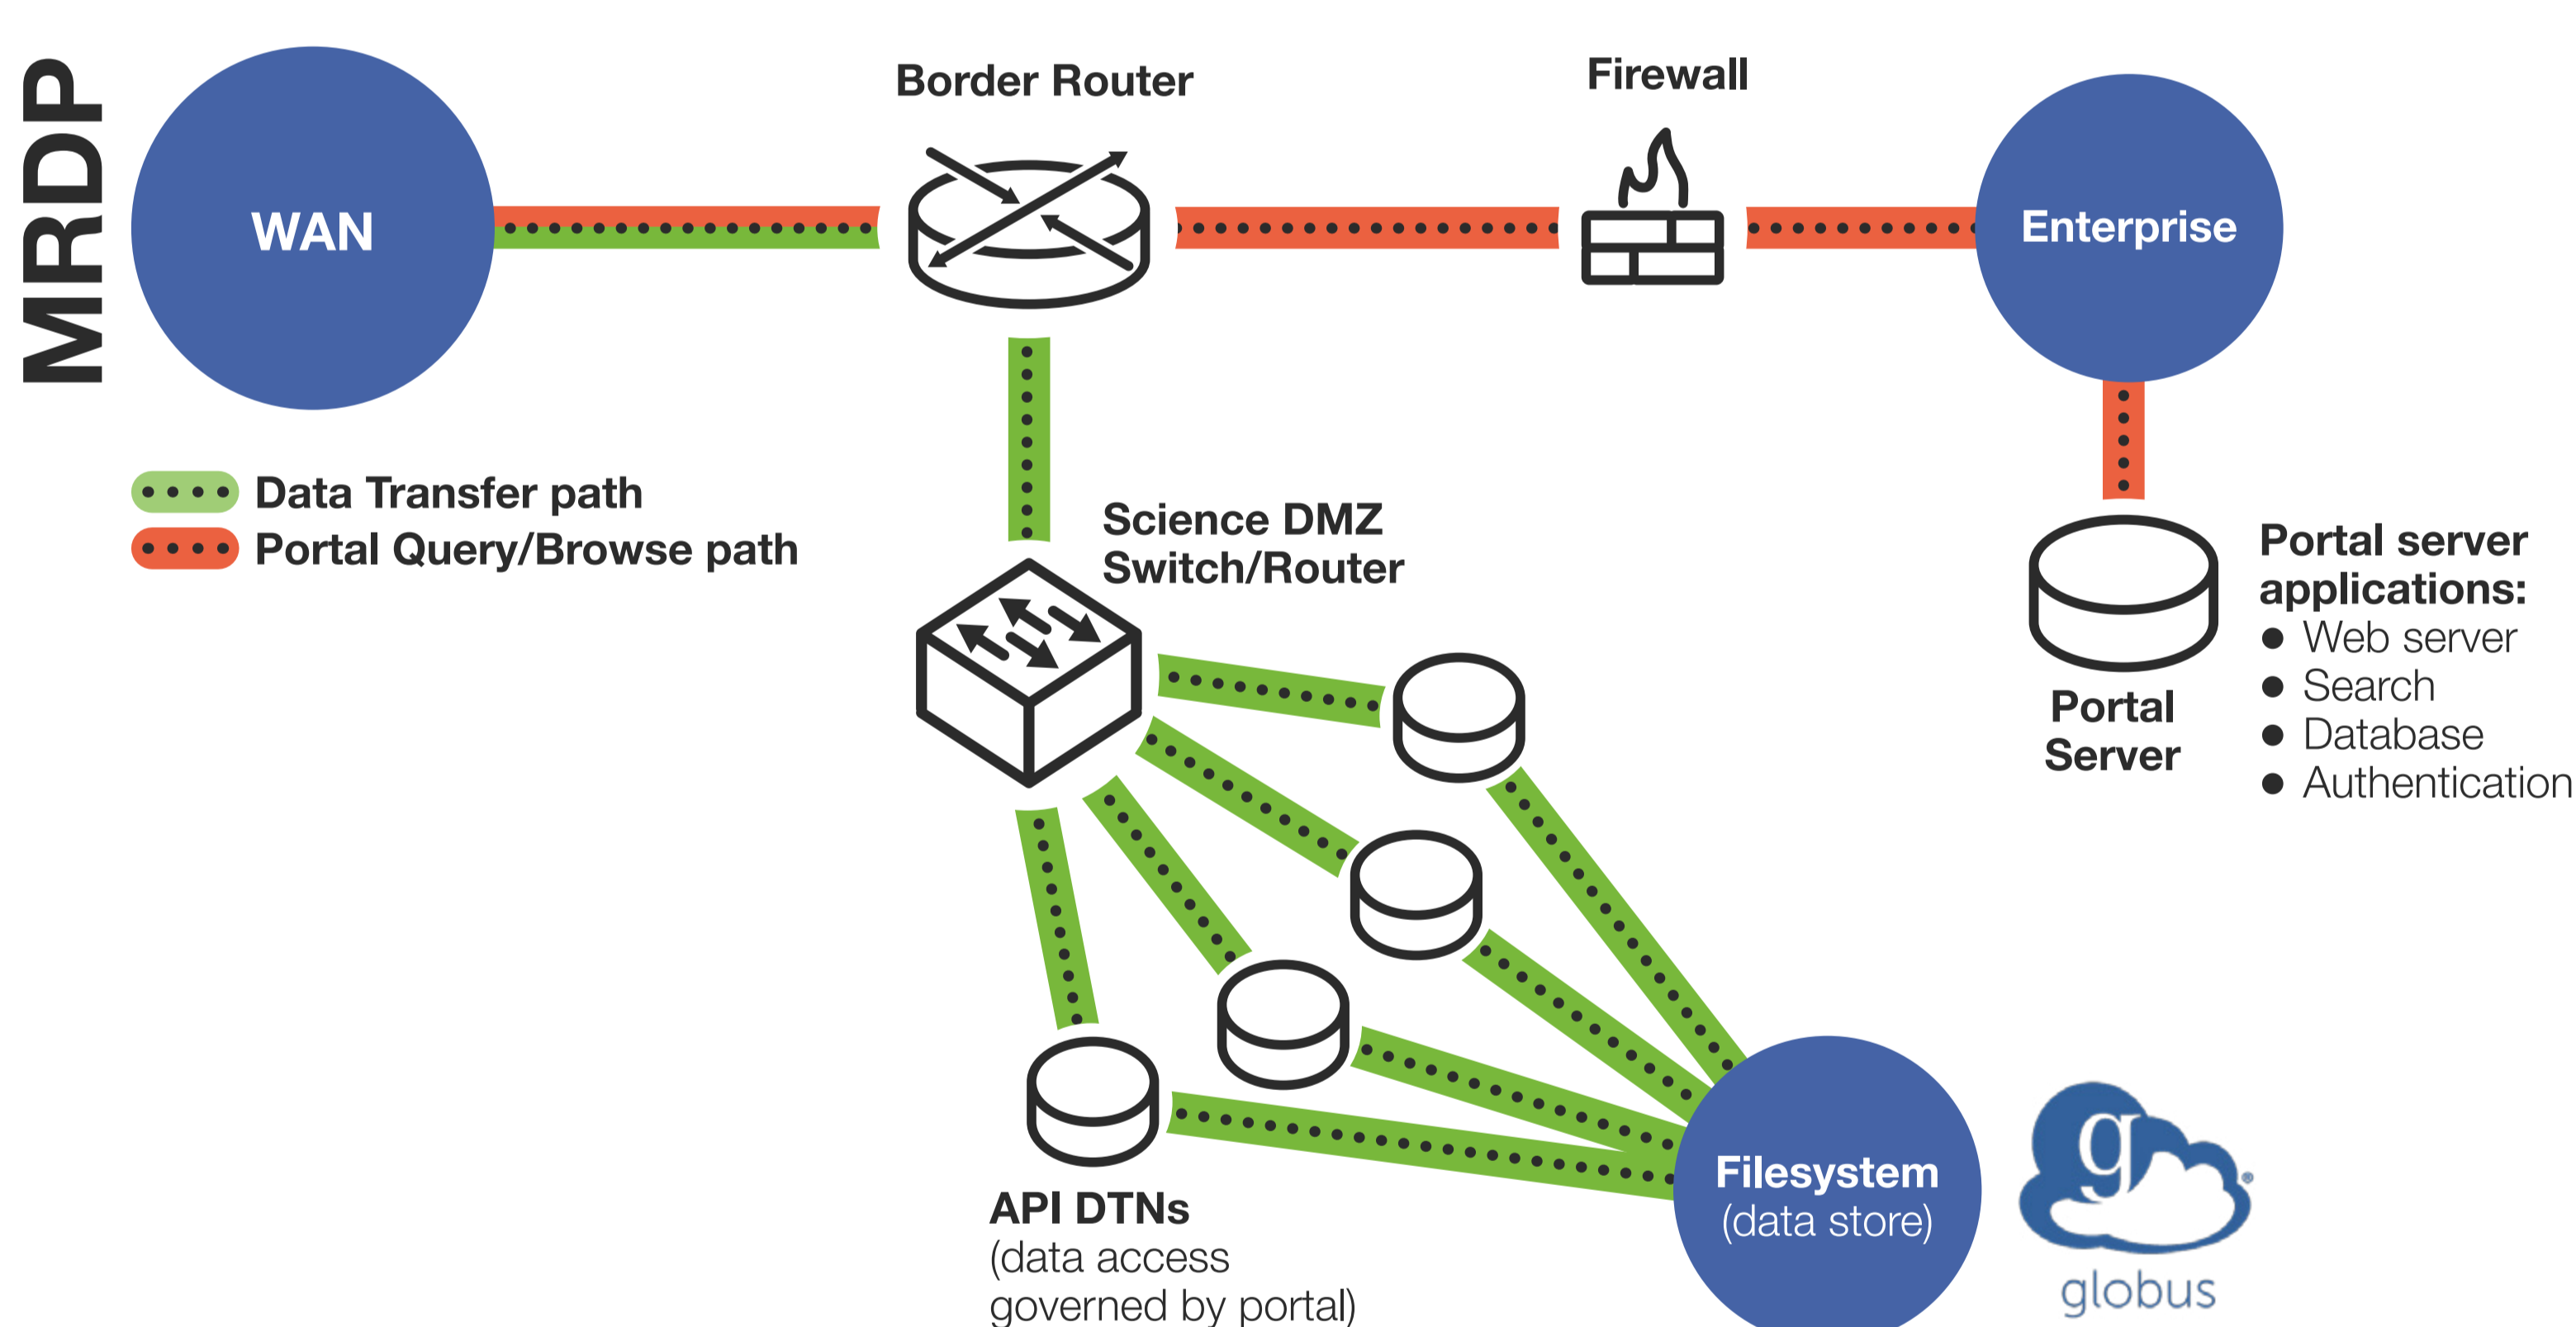 MRDP
WAN
Border Router
Firewall
Enterprise
Data Transfer path
Portal Query/Browse path
Science DMZ
Switch/Router
Portal
Server
Portal server
applications:
● Web server
● Search
● Database
● Authentication
API DTNs
(data access
governed by portal)
Filesystem
(data store)
g
®
globus